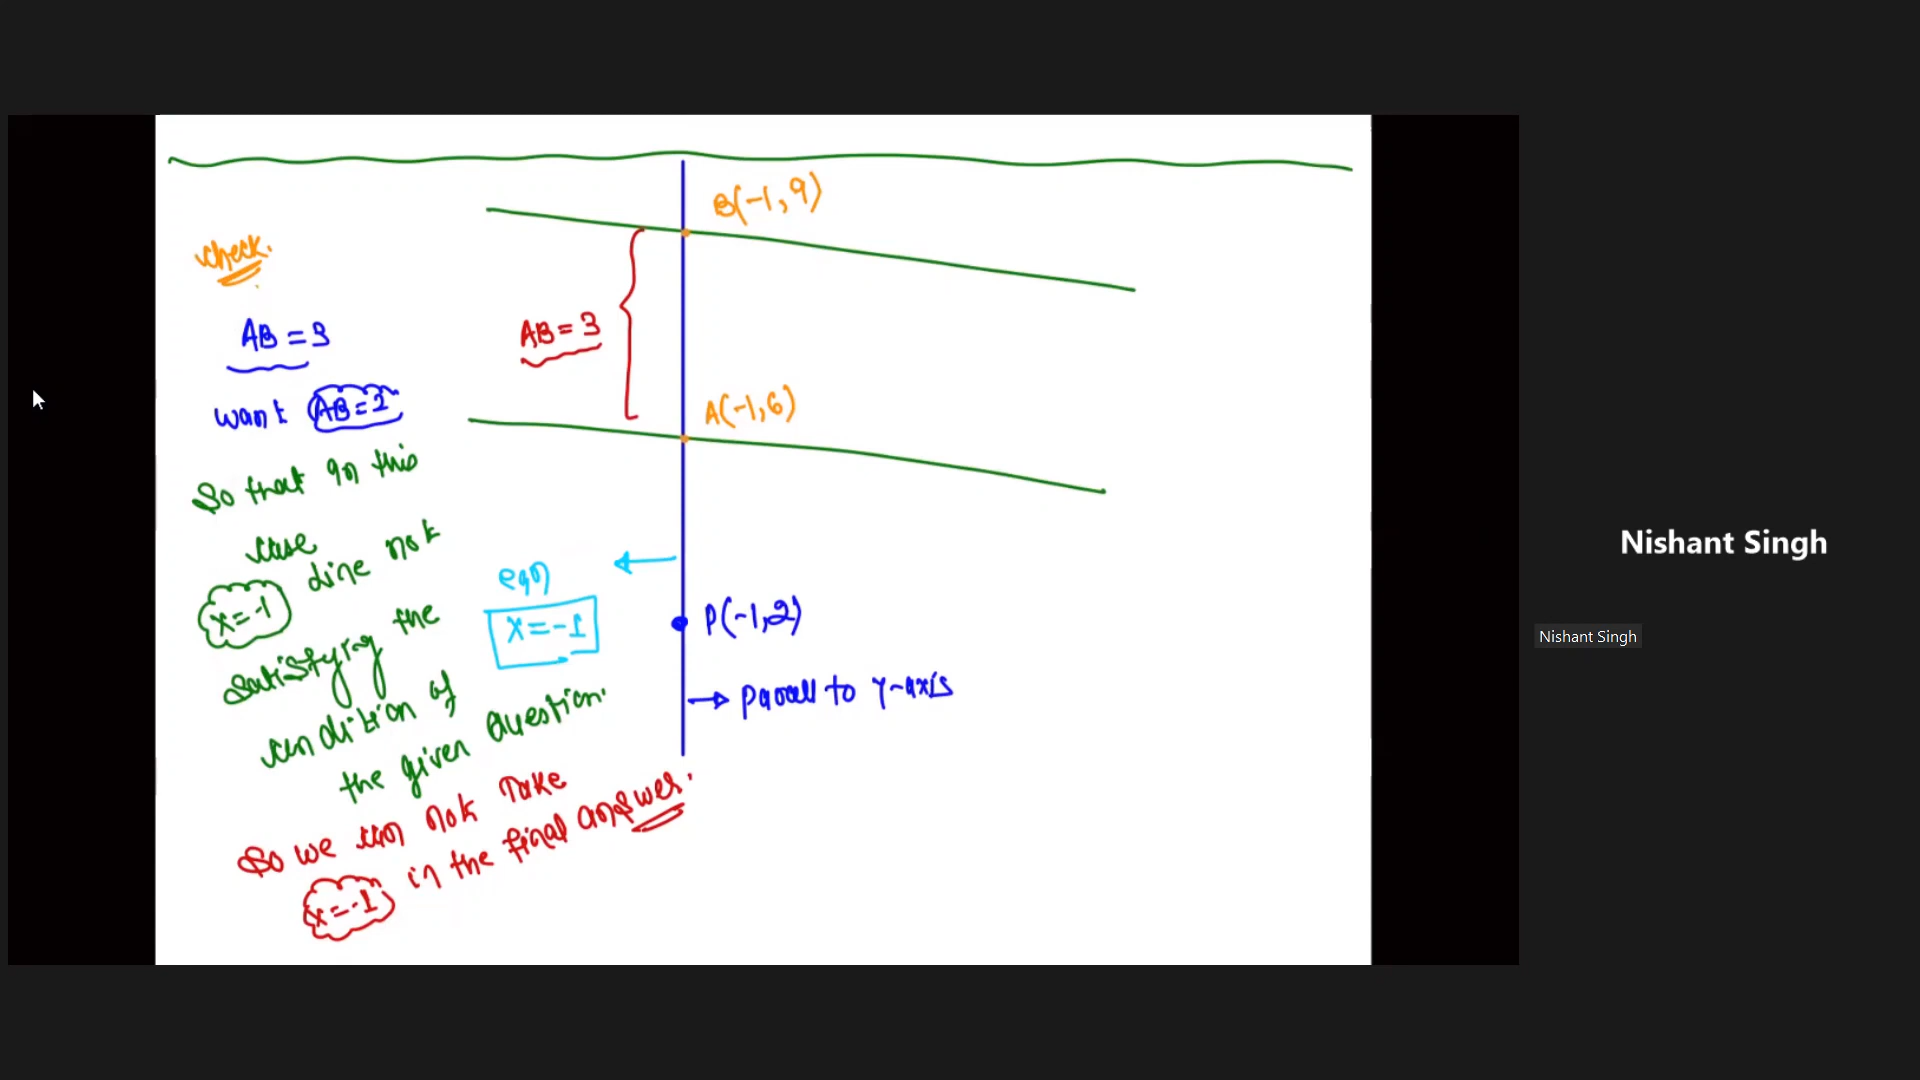 B(-1,9)
check.
AB=3
AB = 3
want AB=2
A(-1,6)
So that in this
case
x=-1 line not
satisfying the
condition of
the given question.
eqn
x=-1
P(-1,2)
→ parall to y-axis
So we can not Take
x=-1 in the final answer.
Nishant Singh
Nishant Singh